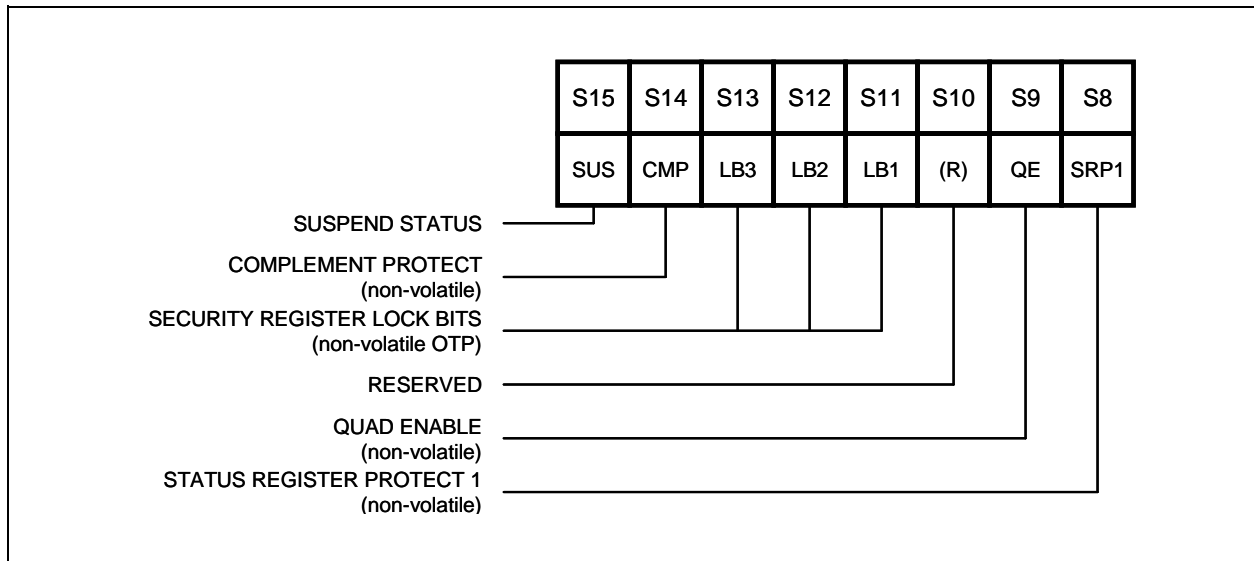 S15 S14 S13 S12 S11 S10 S9 S8
SUS CMP LB3 LB2 LB1 (R) QE SRP1
SUSPEND STATUS
COMPLEMENT PROTECT
(non-volatile)
SECURITY REGISTER LOCK BITS
(non-volatile OTP)
RESERVED
QUAD ENABLE
(non-volatile)
STATUS REGISTER PROTECT 1
(non-volatile)